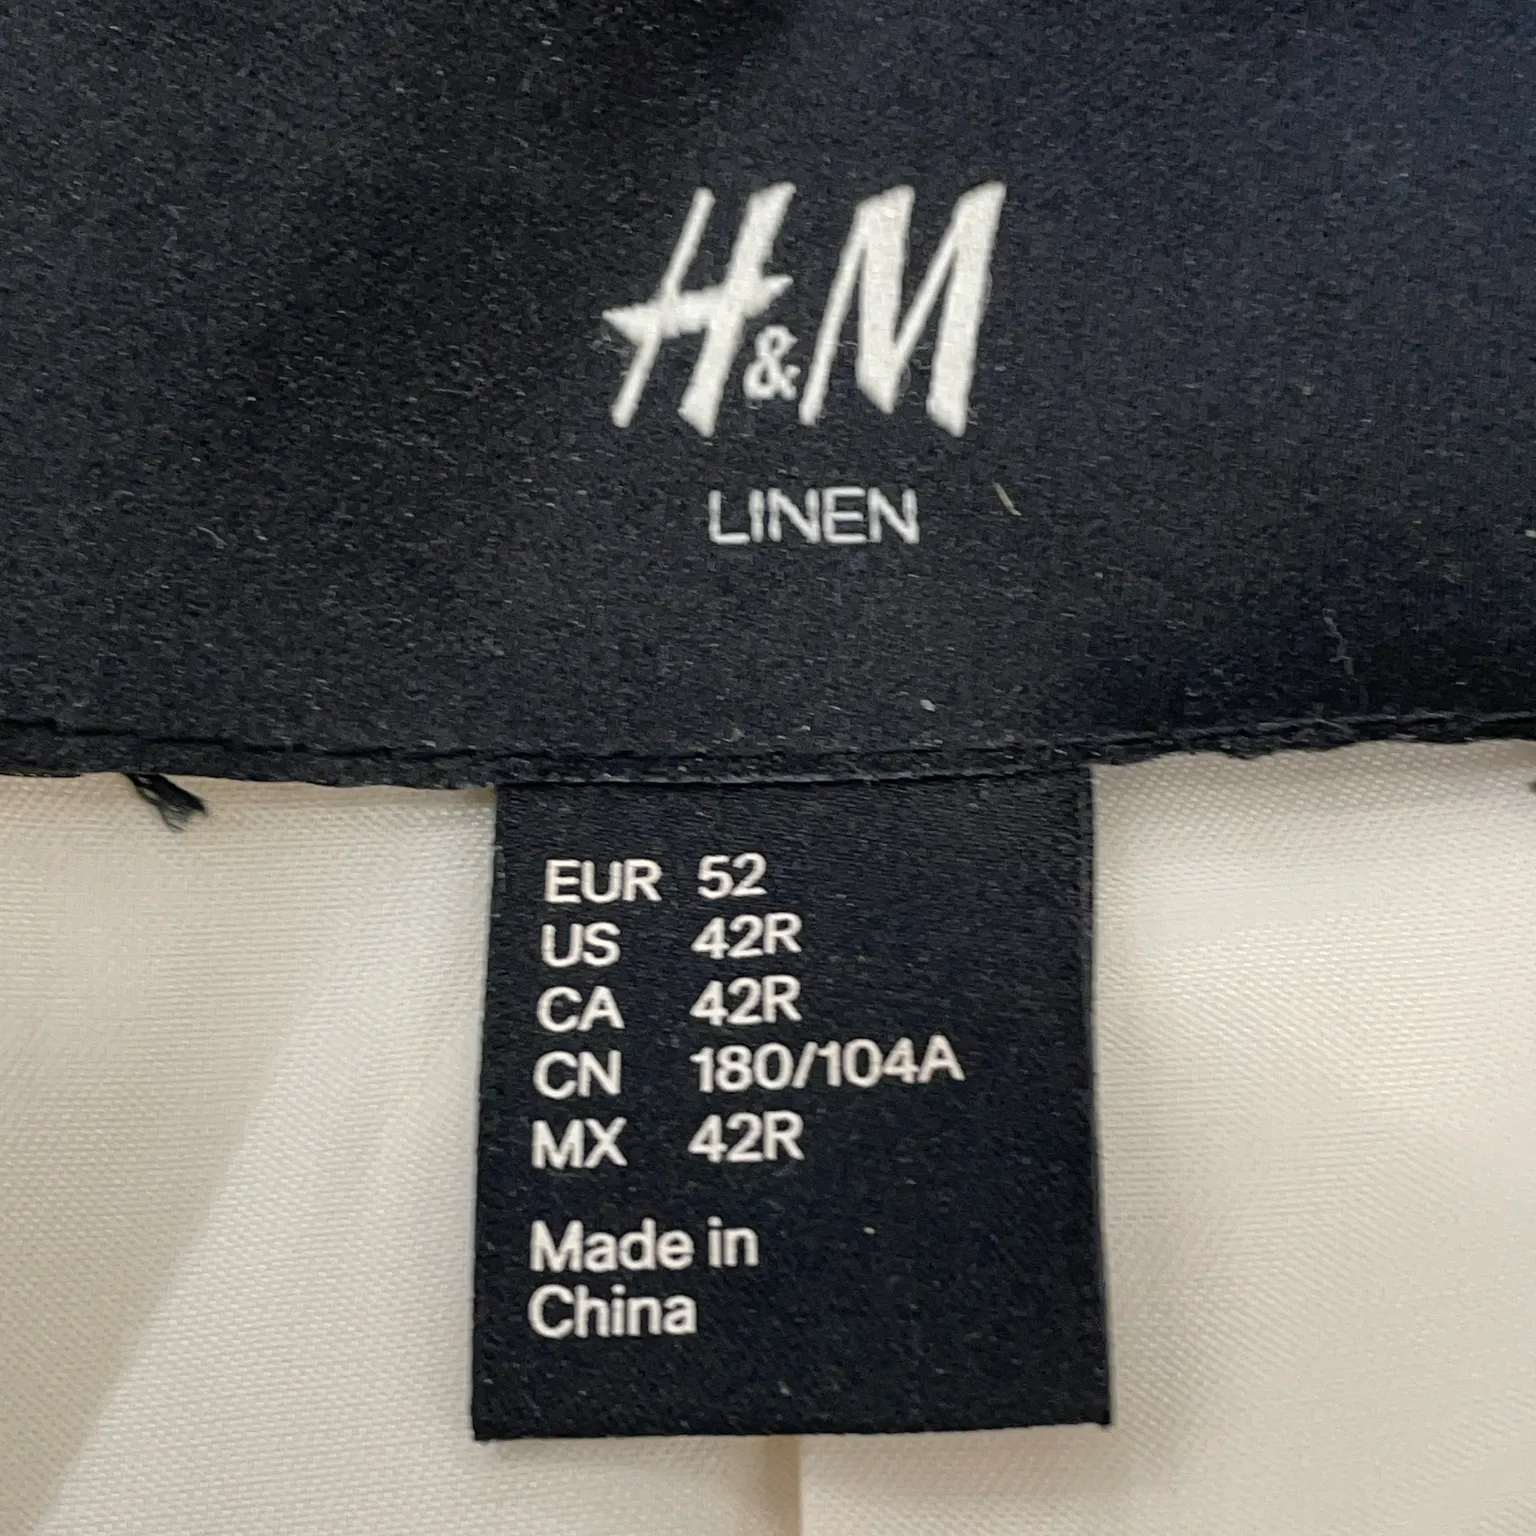 H&M
LINEN
EUR 52
US 42R
CA 42R
CN 180/104A
MX 42R
Made in
China